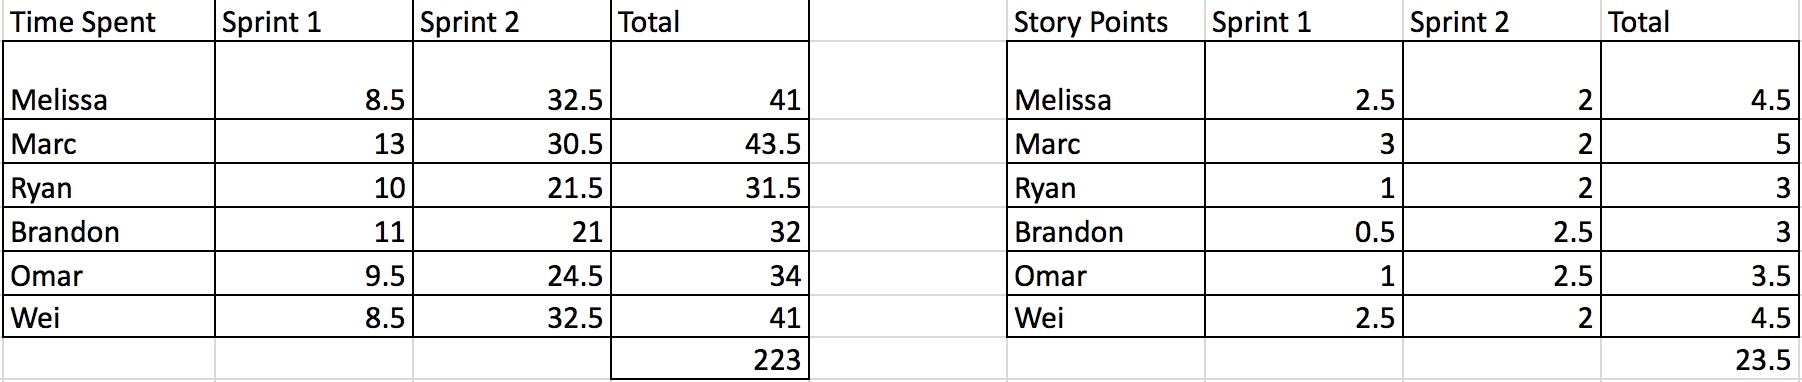 Time Spent Sprint 1 Sprint 2 Total Story Points Sprint 1 Sprint 2 Total
Melissa 8.5 32.5 41 Melissa 2.5 2 4.5
Marc 13 30.5 43.5 Marc 3 2 5
Ryan 10 21.5 31.5 Ryan 1 2 3
Brandon 11 21 32 Brandon 0.5 2.5 3
Omar 9.5 24.5 34 Omar 1 2.5 3.5
Wei 8.5 32.5 41 Wei 2.5 2 4.5
223 23.5